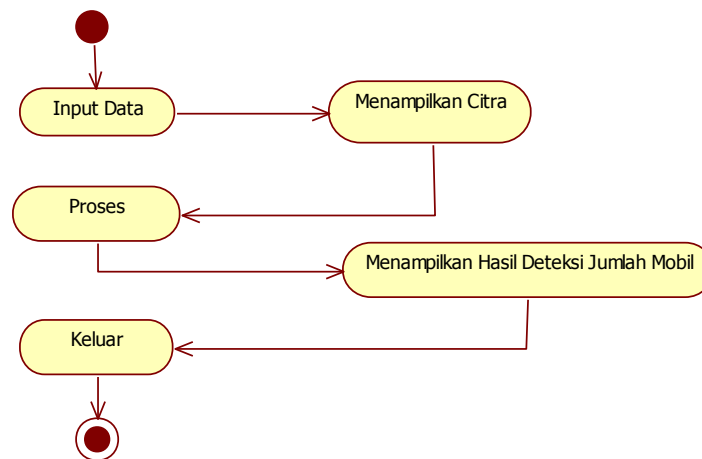 Input Data
Menampilkan Citra
Proses
Menampilkan Hasil Deteksi Jumlah Mobil
Keluar